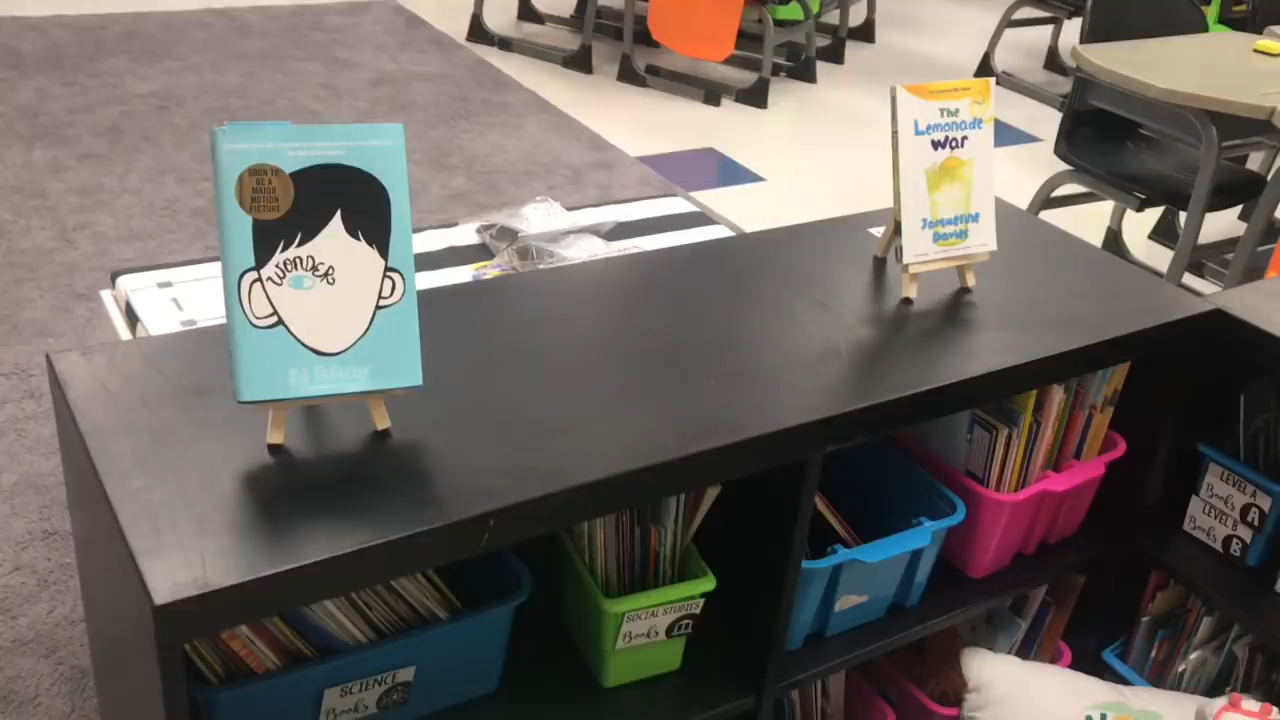 SOON TO
BE A
MAJOR
MOTION
PICTURE
WONDER
The
Lemonade
War
Jacqueline
Davies
SCIENCE
Books
SOCIAL STUDIES
Books
LEVEL A
Books A
LEVEL B
Books B